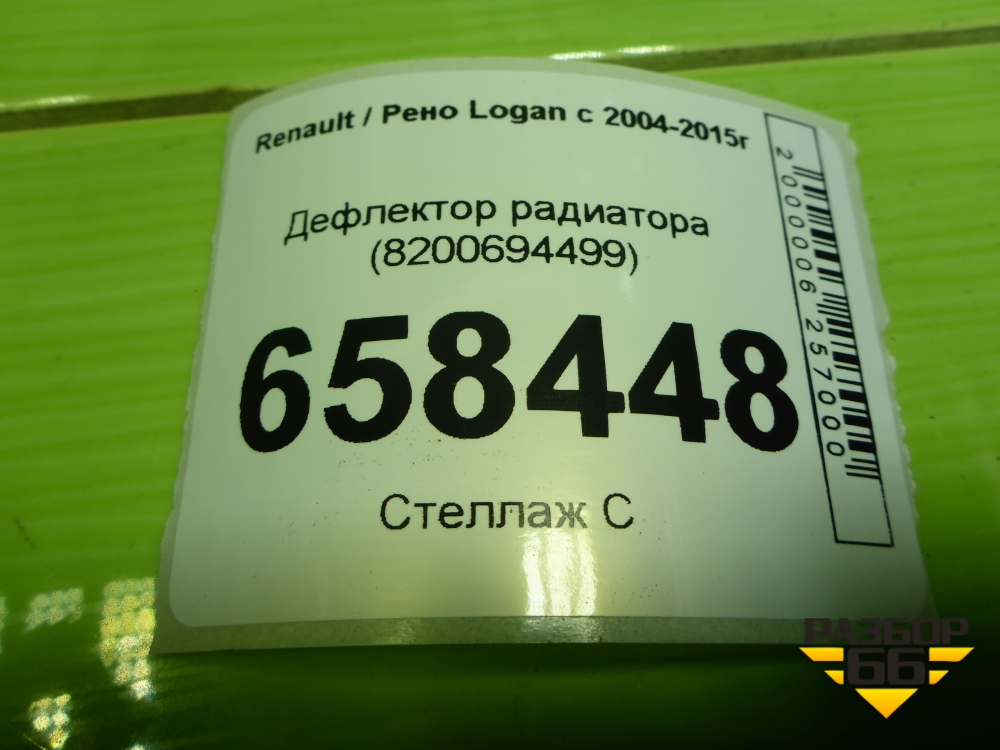 Renault / Рено Logan с 2004-2015г
Дефлектор радиатора
(8200694499)
658448
Стеллаж С
2000006257000
РАЗБОР
66